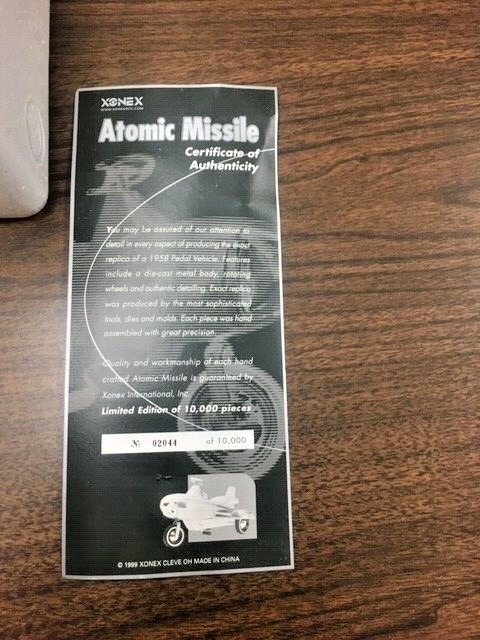 XONEX
Atomic Missile
Certificate of
Authenticity
You may be assured of our attention to
detail in every aspect of producing the exact
replica of a 1958 Pedal Vehicle. Features
include a die-cast metal body, rotating
wheels and authentic detailing. Exact replica
was produced by the most sophisticated
tools, dies and molds. Each piece was hand
assembled with great precision.
Quality and workmanship of each hand
crafted Atomic Missile is guaranteed by
Xonex International, Inc.
Limited Edition of 10,000 pieces
№ 02044 of 10,000
© 1999 XONEX CLEVE OH MADE IN CHINA